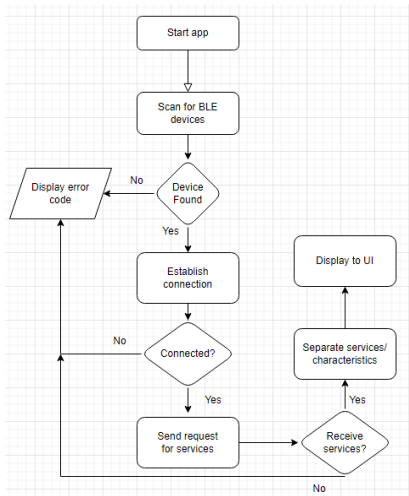 Start app
Scan for BLE
devices
No
Display error
code
Device
Found
Yes
Establish
connection
Display to UI
No
Connected?
Separate services/
characteristics
Yes
Yes
Send request
for services
Receive
services?
No